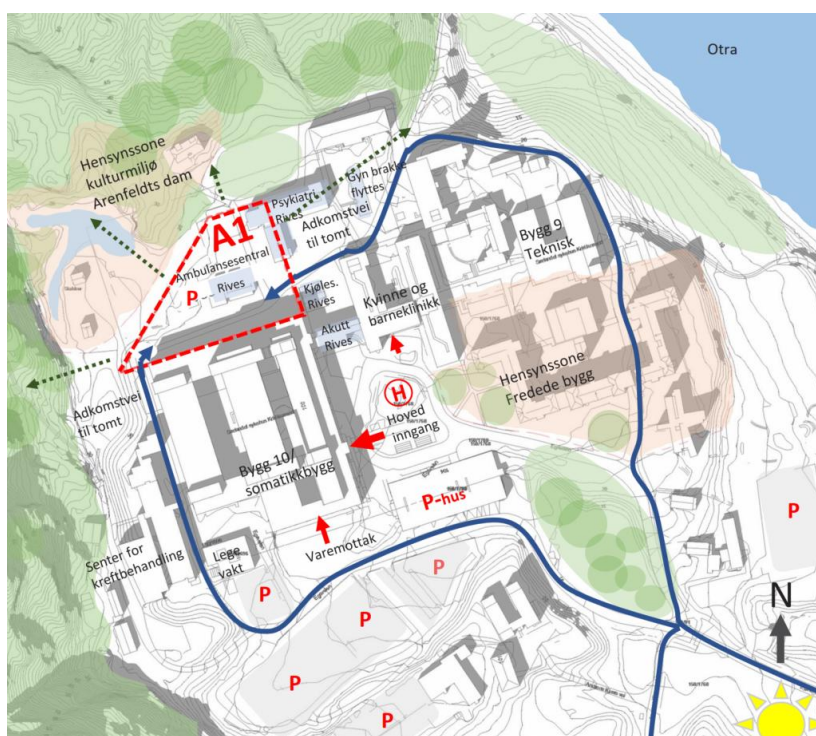 Otra
Hensynssone
kulturmiljø
Arenfeldts dam
Gyn brakke
flyttes
Psykiatri
Rives
Adkomstvei
til tomt
A1
Ambulansesentral
Rives
P
Kjøles.
Rives
Akutt
Rives
Kvinne og
barneklinikk
Bygg 9
Teknisk
Hensynssone
Fredede bygg
H
Hoved
inngang
Adkomstvei
til tomt
Bygg 10/
somatikkbygg
P-hus
Varemottak
Senter for
kreftbehandling
Lege
vakt
P
P
P
P
P
P
N